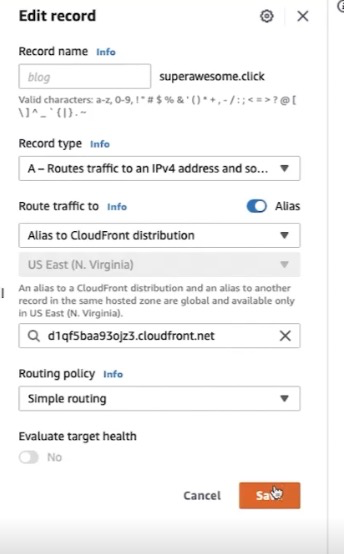 Edit record
Record name Info
blog
superawesome.click
Valid characters: a-z, 0-9, ! " # $ % & ' ( ) * + , - / : ; < = > ? @ [
\ ] ^ _ ` { | } . ~
Record type Info
A – Routes traffic to an IPv4 address and so...
Route traffic to Info
Alias
Alias to CloudFront distribution
US East (N. Virginia)
An alias to a CloudFront distribution and an alias to another
record in the same hosted zone are global and available only
in US East (N. Virginia).
d1qf5baa93ojz3.cloudfront.net
Routing policy Info
Simple routing
Evaluate target health
No
Cancel
Save